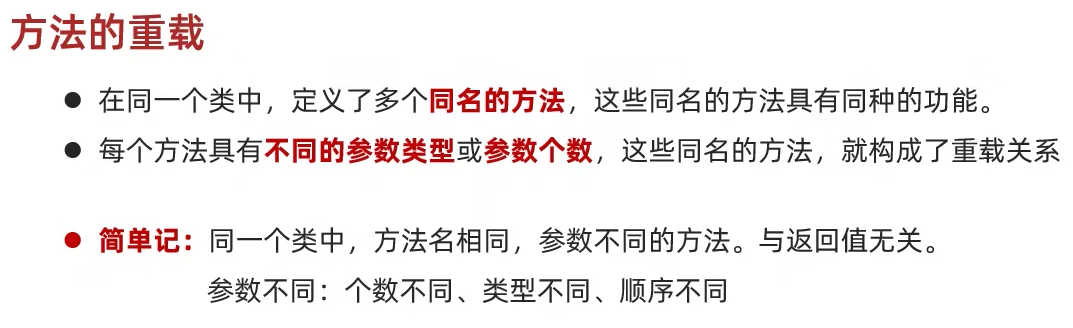 方法的重载
● 在同一个类中，定义了多个同名的方法，这些同名的方法具有同种的功能。
● 每个方法具有不同的参数类型或参数个数，这些同名的方法，就构成了重载关系
● 简单记：同一个类中，方法名相同，参数不同的方法。与返回值无关。
参数不同：个数不同、类型不同、顺序不同